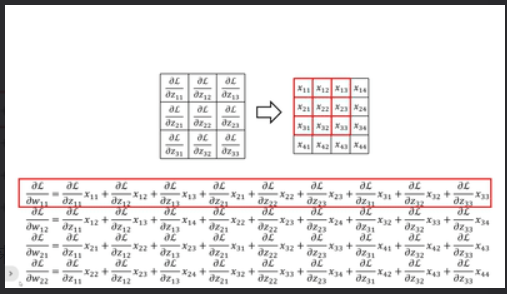 ∂ℒ/∂z₁₁ ∂ℒ/∂z₁₂ ∂ℒ/∂z₁₃
∂ℒ/∂z₂₁ ∂ℒ/∂z₂₂ ∂ℒ/∂z₂₃
∂ℒ/∂z₃₁ ∂ℒ/∂z₃₂ ∂ℒ/∂z₃₃
x₁₁ x₁₂ x₁₃ x₁₄
x₂₁ x₂₂ x₂₃ x₂₄
x₃₁ x₃₂ x₃₃ x₃₄
x₄₁ x₄₂ x₄₃ x₄₄
∂ℒ/∂w₁₁ = ∂ℒ/∂z₁₁ x₁₁ + ∂ℒ/∂z₁₂ x₁₂ + ∂ℒ/∂z₁₃ x₁₃ + ∂ℒ/∂z₂₁ x₂₁ + ∂ℒ/∂z₂₂ x₂₂ + ∂ℒ/∂z₂₃ x₂₃ + ∂ℒ/∂z₃₁ x₃₁ + ∂ℒ/∂z₃₂ x₃₂ + ∂ℒ/∂z₃₃ x₃₃
∂ℒ/∂w₁₂ = ∂ℒ/∂z₁₁ x₁₂ + ∂ℒ/∂z₁₂ x₁₃ + ∂ℒ/∂z₁₃ x₁₄ + ∂ℒ/∂z₂₁ x₂₂ + ∂ℒ/∂z₂₂ x₂₃ + ∂ℒ/∂z₂₃ x₂₄ + ∂ℒ/∂z₃₁ x₃₂ + ∂ℒ/∂z₃₂ x₃₃ + ∂ℒ/∂z₃₃ x₃₄
∂ℒ/∂w₂₁ = ∂ℒ/∂z₁₁ x₂₁ + ∂ℒ/∂z₁₂ x₂₂ + ∂ℒ/∂z₁₃ x₂₃ + ∂ℒ/∂z₂₁ x₃₁ + ∂ℒ/∂z₂₂ x₃₂ + ∂ℒ/∂z₂₃ x₃₃ + ∂ℒ/∂z₃₁ x₄₁ + ∂ℒ/∂z₃₂ x₄₂ + ∂ℒ/∂z₃₃ x₄₃
∂ℒ/∂w₂₂ = ∂ℒ/∂z₁₁ x₂₂ + ∂ℒ/∂z₁₂ x₂₃ + ∂ℒ/∂z₁₃ x₂₄ + ∂ℒ/∂z₂₁ x₃₂ + ∂ℒ/∂z₂₂ x₃₃ + ∂ℒ/∂z₂₃ x₃₄ + ∂ℒ/∂z₃₁ x₄₂ + ∂ℒ/∂z₃₂ x₄₃ + ∂ℒ/∂z₃₃ x₄₄